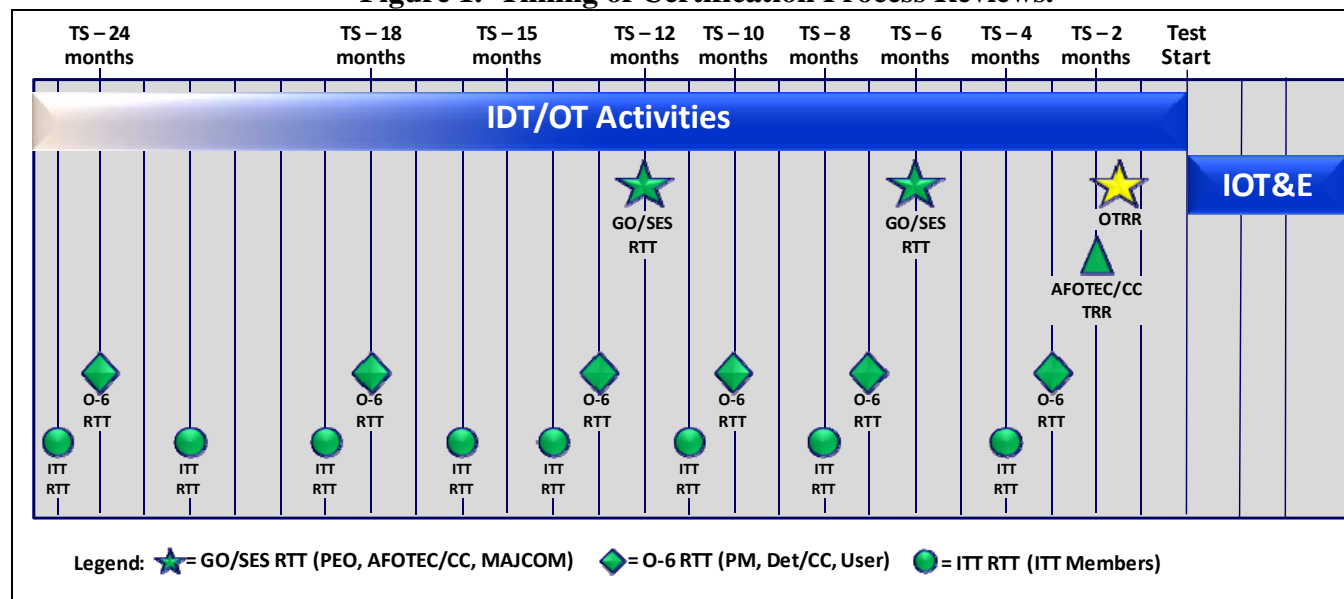 Figure 1. Timing of Certification Process Reviews.
TS – 24 months
TS – 18 months
TS – 15 months
TS – 12 months
TS – 10 months
TS – 8 months
TS – 6 months
TS – 4 months
TS – 2 months
Test Start
IDT/OT Activities
IOT&E
GO/SES
RTT
GO/SES
RTT
OTRR
AFOTEC/CC
TRR
O-6
RTT
O-6
RTT
O-6
RTT
O-6
RTT
O-6
RTT
O-6
RTT
ITT
RTT
ITT
RTT
ITT
RTT
ITT
RTT
ITT
RTT
ITT
RTT
ITT
RTT
ITT
RTT
Legend: = GO/SES RTT (PEO, AFOTEC/CC, MAJCOM) = O-6 RTT (PM, Det/CC, User) = ITT RTT (ITT Members)